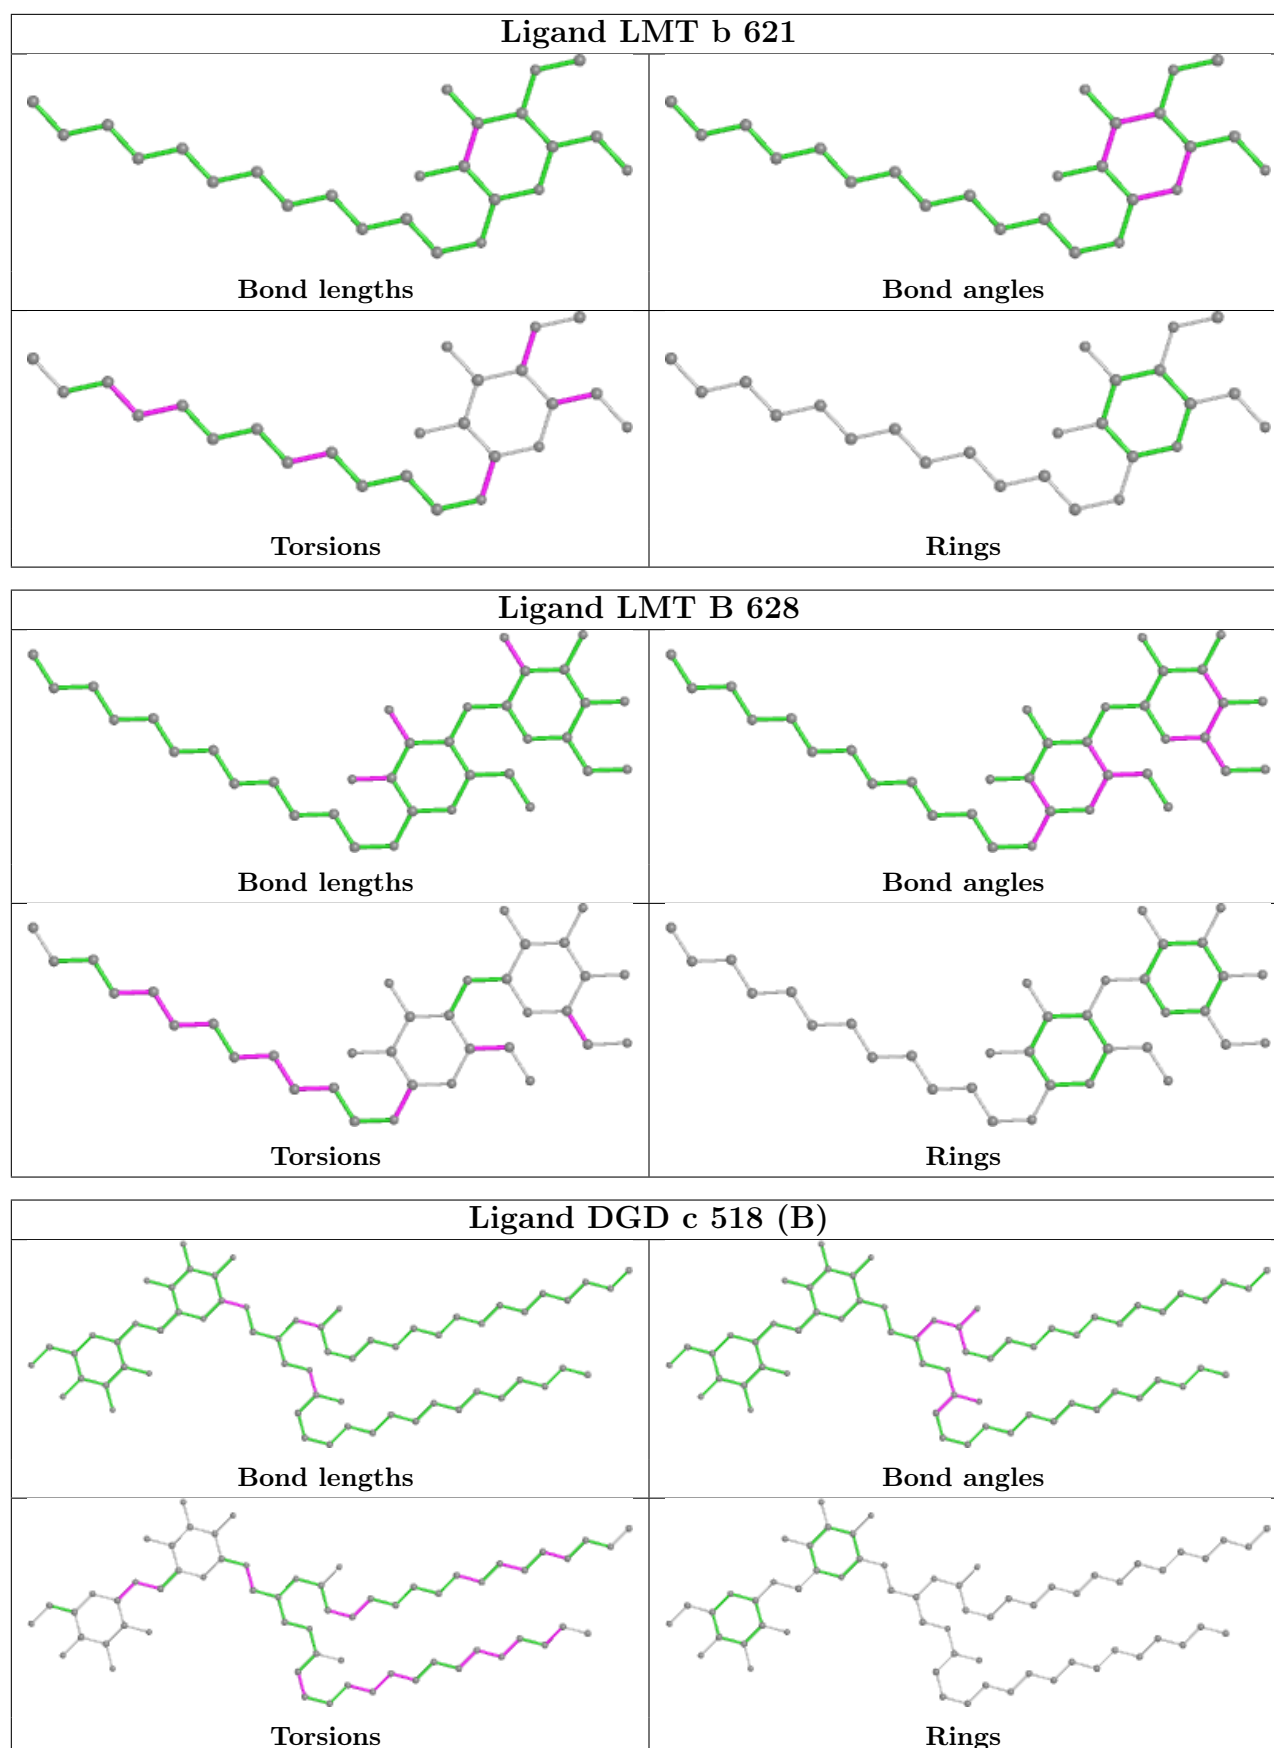 Ligand LMT b 621
Bond lengths
Bond angles
Torsions
Rings
Ligand LMT B 628
Bond lengths
Bond angles
Torsions
Rings
Ligand DGD c 518 (B)
Bond lengths
Bond angles
Torsions
Rings